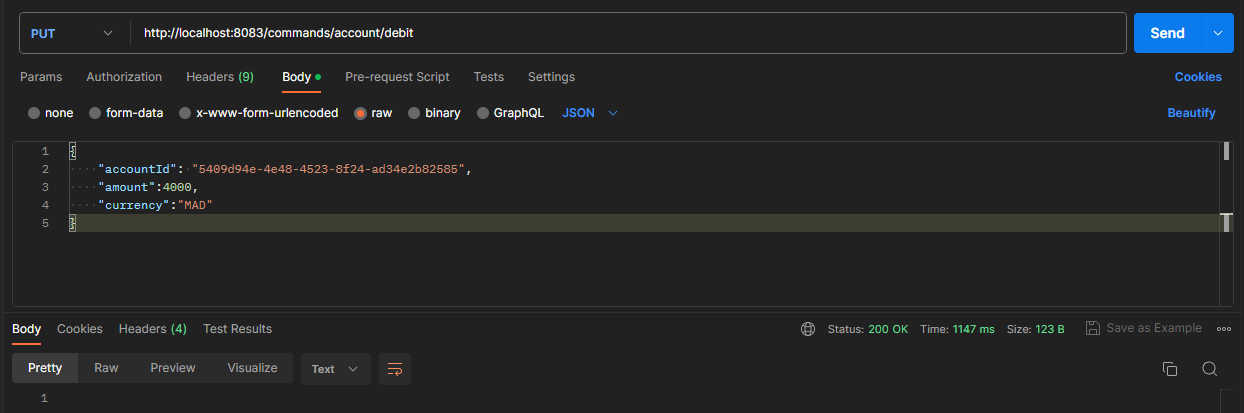 PUT http://localhost:8083/commands/account/debit Send
Params Authorization Headers (9) Body Pre-request Script Tests Settings Cookies
none form-data x-www-form-urlencoded raw binary GraphQL JSON Beautify
1 {
2 "accountId": "5409d94e-4e48-4523-8f24-ad34e2b82585",
3 "amount":4000,
4 "currency":"MAD"
5 }
Body Cookies Headers (4) Test Results Status: 200 OK Time: 1147 ms Size: 123 B Save as Example
Pretty Raw Preview Visualize Text
1